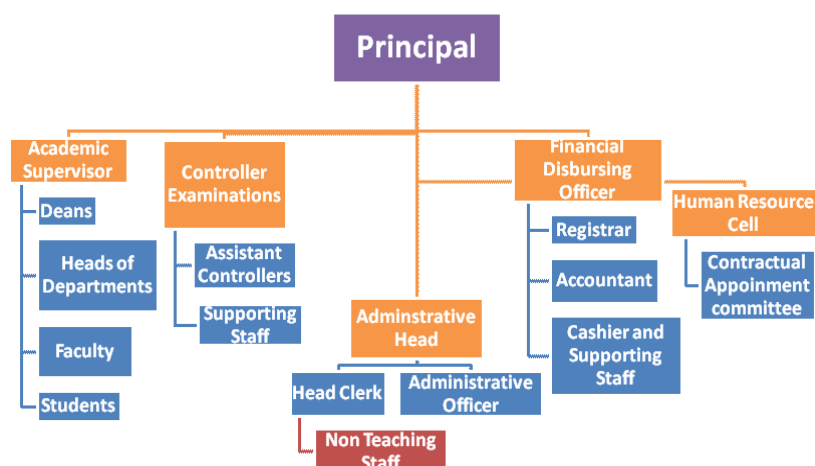 Principal
Academic
Supervisor
Deans
Heads of
Departments
Faculty
Students
Controller
Examinations
Assistant
Controllers
Supporting
Staff
Adminstrative
Head
Head Clerk
Administrative
Officer
Non Teaching
Staff
Financial
Disbursing
Officer
Registrar
Accountant
Cashier and
Supporting
Staff
Human Resource
Cell
Contractual
Appoinment
committee